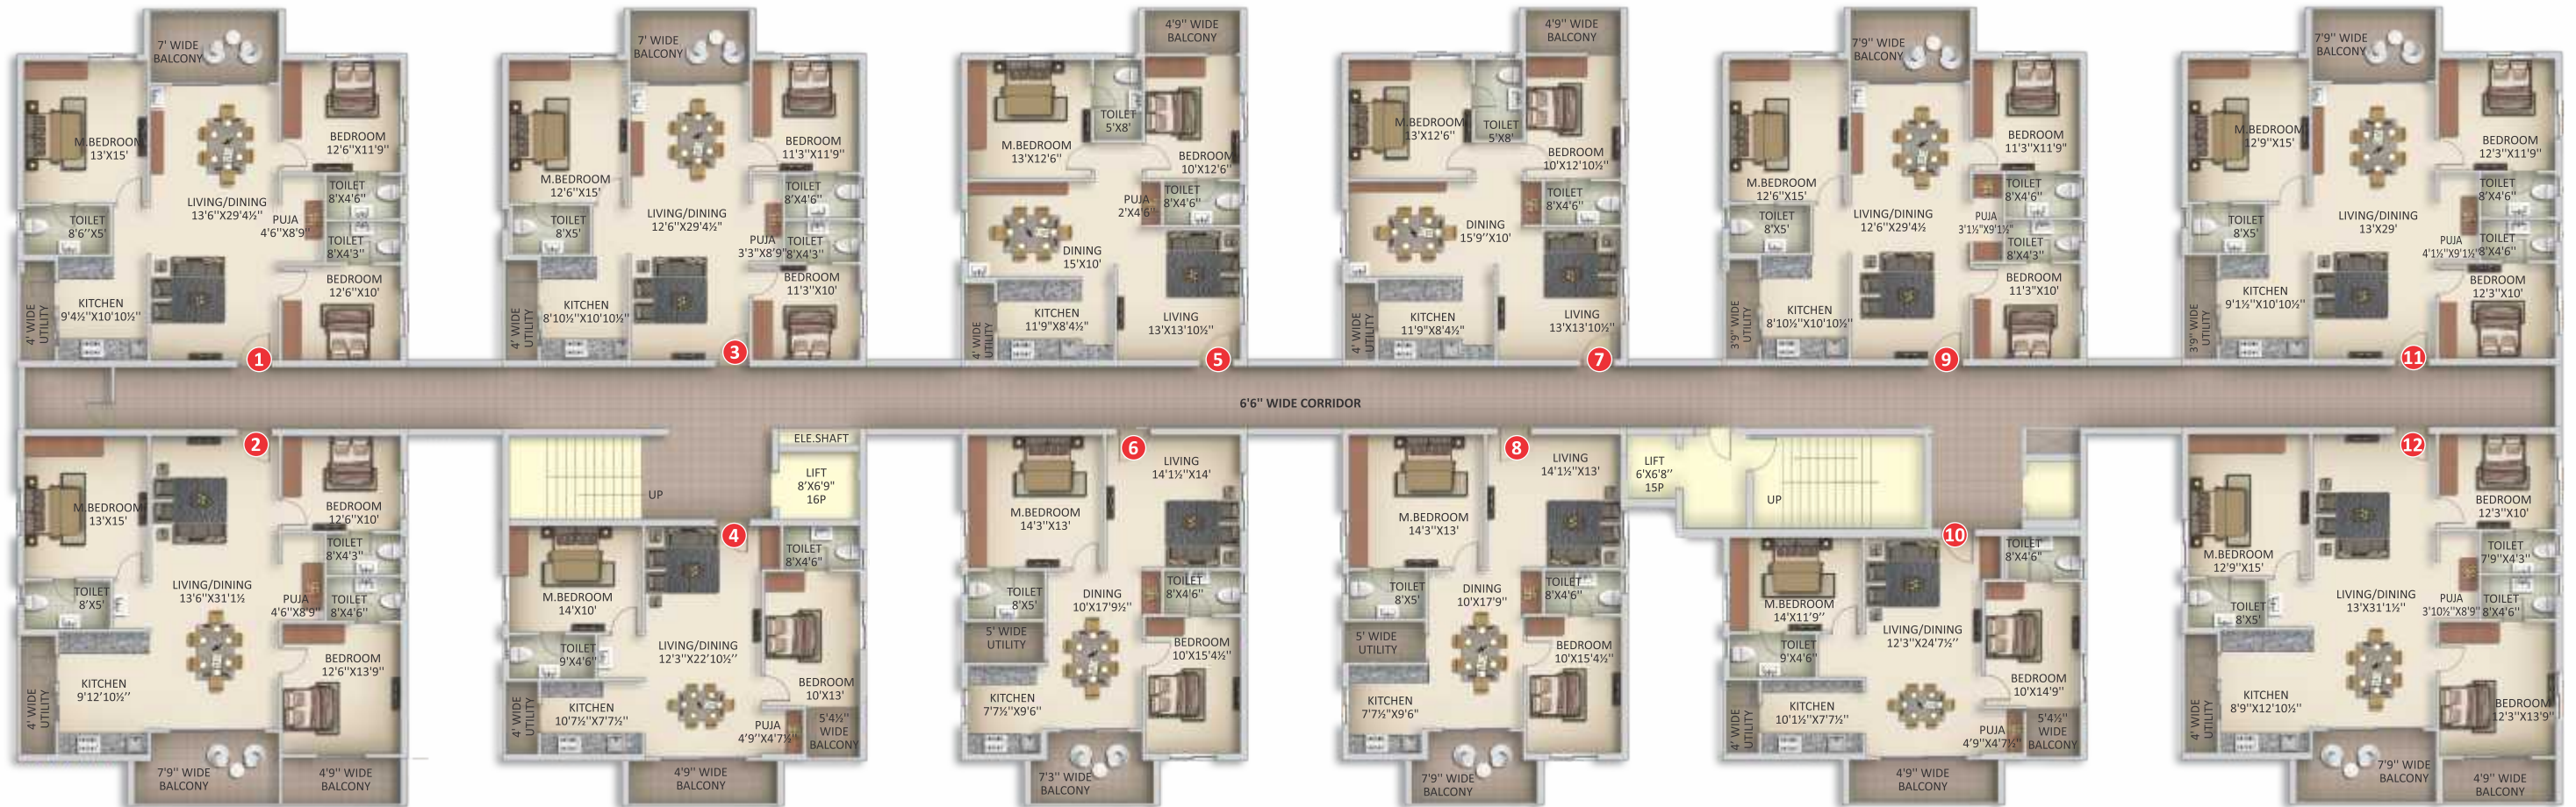 7' WIDE
BALCONY
M.BEDROOM
13'X15'
BEDROOM
12'6''X11'9''
TOILET
8'X4'6''
LIVING/DINING
13'6''X29'4½''
PUJA
4'6''X8'9''
TOILET
8'6''X5'
TOILET
8'X4'3''
BEDROOM
12'6''X10'
KITCHEN
9'4½''X10'10½''
4' WIDE
UTILITY
1
7' WIDE
BALCONY
BEDROOM
11'3''X11'9''
M.BEDROOM
12'6''X15'
TOILET
8'X4'6''
LIVING/DINING
12'6''X29'4½''
TOILET
8'X5'
PUJA
3'3''X8'9''
TOILET
8'X4'3''
BEDROOM
11'3''X10'
KITCHEN
8'10½''X10'10½''
4' WIDE
UTILITY
3
4'9'' WIDE
BALCONY
TOILET
5'X8'
M.BEDROOM
13'X12'6''
BEDROOM
10'X12'6''
PUJA
2'X4'6''
TOILET
8'X4'6''
DINING
15'X10'
KITCHEN
11'9''X8'4½''
LIVING
13'X13'10½''
4' WIDE
UTILITY
5
4'9'' WIDE
BALCONY
M.BEDROOM
13'X12'6''
TOILET
5'X8'
BEDROOM
10'X12'10½''
TOILET
8'X4'6''
DINING
15'9''X10'
KITCHEN
11'9''X8'4½''
LIVING
13'X13'10½''
4' WIDE
UTILITY
7
7'9'' WIDE
BALCONY
BEDROOM
11'3''X11'9''
M.BEDROOM
12'6''X15'
TOILET
8'X4'6''
TOILET
8'X5'
LIVING/DINING
12'6''X29'4½
PUJA
3'1½''X9'1½''
TOILET
8'X4'3''
BEDROOM
11'3''X10'
KITCHEN
8'10½''X10'10½''
3'9' WIDE
UTILITY
9
7'9'' WIDE
BALCONY
M.BEDROOM
12'9''X15'
BEDROOM
12'3''X11'9''
TOILET
8'X4'6''
TOILET
8'X5'
LIVING/DINING
13'X29'
PUJA
4'1½''X9'1½''
TOILET
8'X4'6''
BEDROOM
12'3''X10'
KITCHEN
9'1½''X10'10½''
3'9'' WIDE
UTILITY
11
6'6'' WIDE CORRIDOR
2
M.BEDROOM
13'X15'
BEDROOM
12'6''X10'
TOILET
8'X4'3''
TOILET
8'X5'
LIVING/DINING
13'6''X31'1½
PUJA
4'6''X8'9''
TOILET
8'X4'6''
BEDROOM
12'6''X13'9''
KITCHEN
9'12'10½''
4' WIDE
UTILITY
7'9'' WIDE
BALCONY
4'9'' WIDE
BALCONY
ELE.SHAFT
LIFT
8'X6'9''
16P
UP
4
TOILET
8'X4'6''
M.BEDROOM
14'X10'
TOILET
9'X4'6''
LIVING/DINING
12'3''X22'10½''
BEDROOM
10'X13'
KITCHEN
10'7½''X7'7½''
4' WIDE
UTILITY
PUJA
4'9''X4'7½''
5'4½''
WIDE
BALCONY
4'9'' WIDE
BALCONY
6
LIVING
14'1½''X14'
M.BEDROOM
14'3''X13'
TOILET
8'X5'
DINING
10'X17'9½''
TOILET
8'X4'6''
5' WIDE
UTILITY
BEDROOM
10'X15'4½''
KITCHEN
7'7½''X9'6''
7'3'' WIDE
BALCONY
8
LIVING
14'1½''X13'
M.BEDROOM
14'3''X13'
TOILET
8'X5'
DINING
10'X17'9''
TOILET
8'X4'6''
5' WIDE
UTILITY
BEDROOM
10'X15'4½''
KITCHEN
7'7½''X9'6''
7'9'' WIDE
BALCONY
LIFT
6'X6'8''
15P
UP
10
TOILET
8'X4'6''
M.BEDROOM
14'X11'9''
LIVING/DINING
12'3''X24'7½''
TOILET
9'X4'6''
BEDROOM
10'X14'9''
KITCHEN
10'1½''X7'7½''
4' WIDE
UTILITY
PUJA
4'9''X4'7½''
5'4½''
WIDE
BALCONY
4'9'' WIDE
BALCONY
12
BEDROOM
12'3''X10'
M.BEDROOM
12'9''X15'
TOILET
7'9''X4'3''
LIVING/DINING
13'X31'1½''
TOILET
8'X5'
PUJA
3'10½''X8'9''
TOILET
8'X4'6''
KITCHEN
8'9''X12'10½''
BEDROOM
12'3''X13'9''
4' WIDE
UTILITY
7'9'' WIDE
BALCONY
4'9'' WIDE
BALCONY